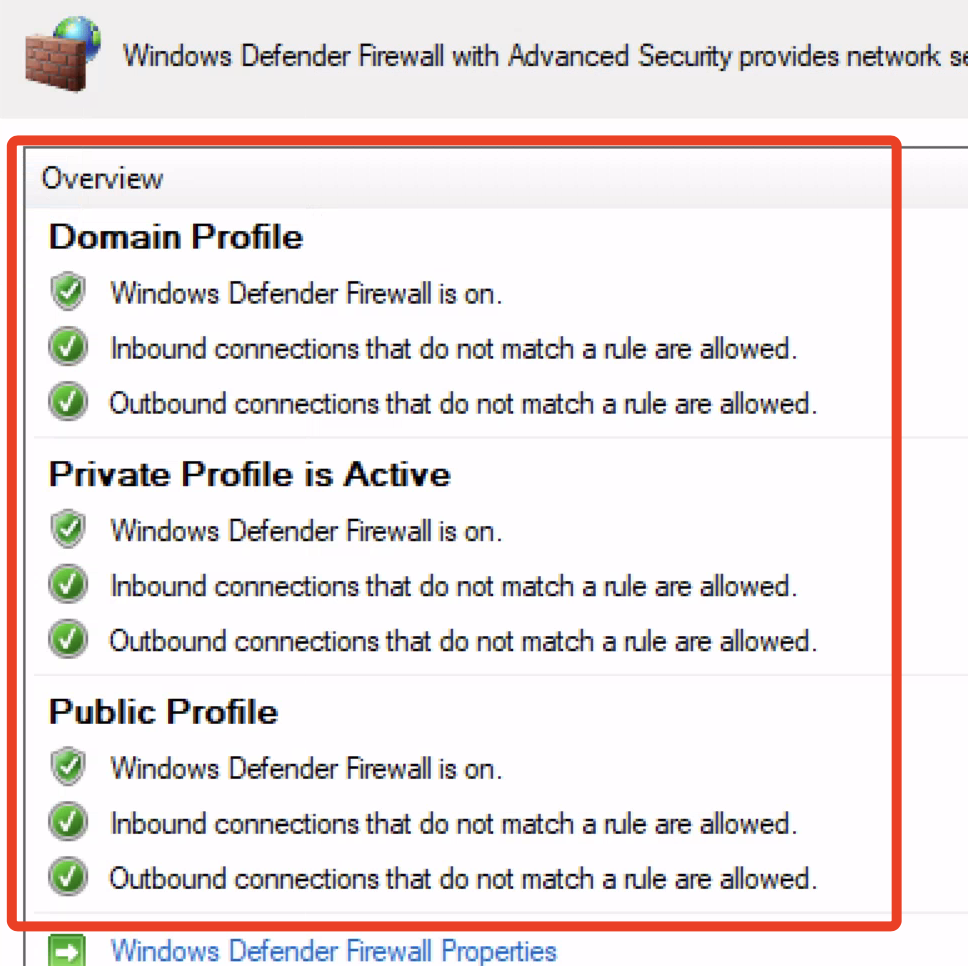 Windows Defender Firewall with Advanced Security provides network
Overview
Domain Profile
Windows Defender Firewall is on.
Inbound connections that do not match a rule are allowed.
Outbound connections that do not match a rule are allowed.
Private Profile is Active
Windows Defender Firewall is on.
Inbound connections that do not match a rule are allowed.
Outbound connections that do not match a rule are allowed.
Public Profile
Windows Defender Firewall is on.
Inbound connections that do not match a rule are allowed.
Outbound connections that do not match a rule are allowed.
Windows Defender Firewall Properties